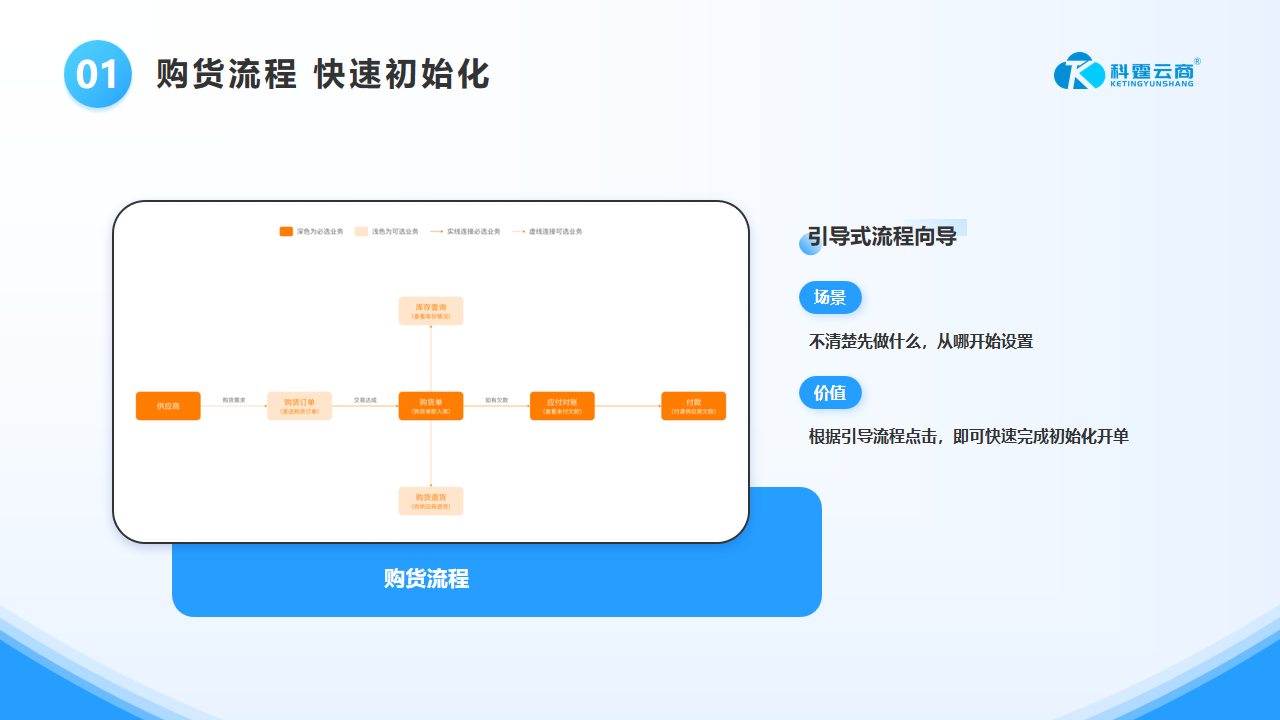 01
购货流程 快速初始化
科霆云商®
KETINGYUNSHANG
深色为必选业务
浅色为可选业务
实线连接必选业务
虚线连接可选业务
库存查询
(查看库存情况)
供应商
购货需求
购货订单
(发送购货订单)
交易达成
购货单
(购货单即入库)
如有欠款
应付对账
(查看未付欠款)
付款
(付清供应商欠款)
购货退货
(向供应商退货)
购货流程
引导式流程向导
场景
不清楚先做什么，从哪开始设置
价值
根据引导流程点击，即可快速完成初始化开单